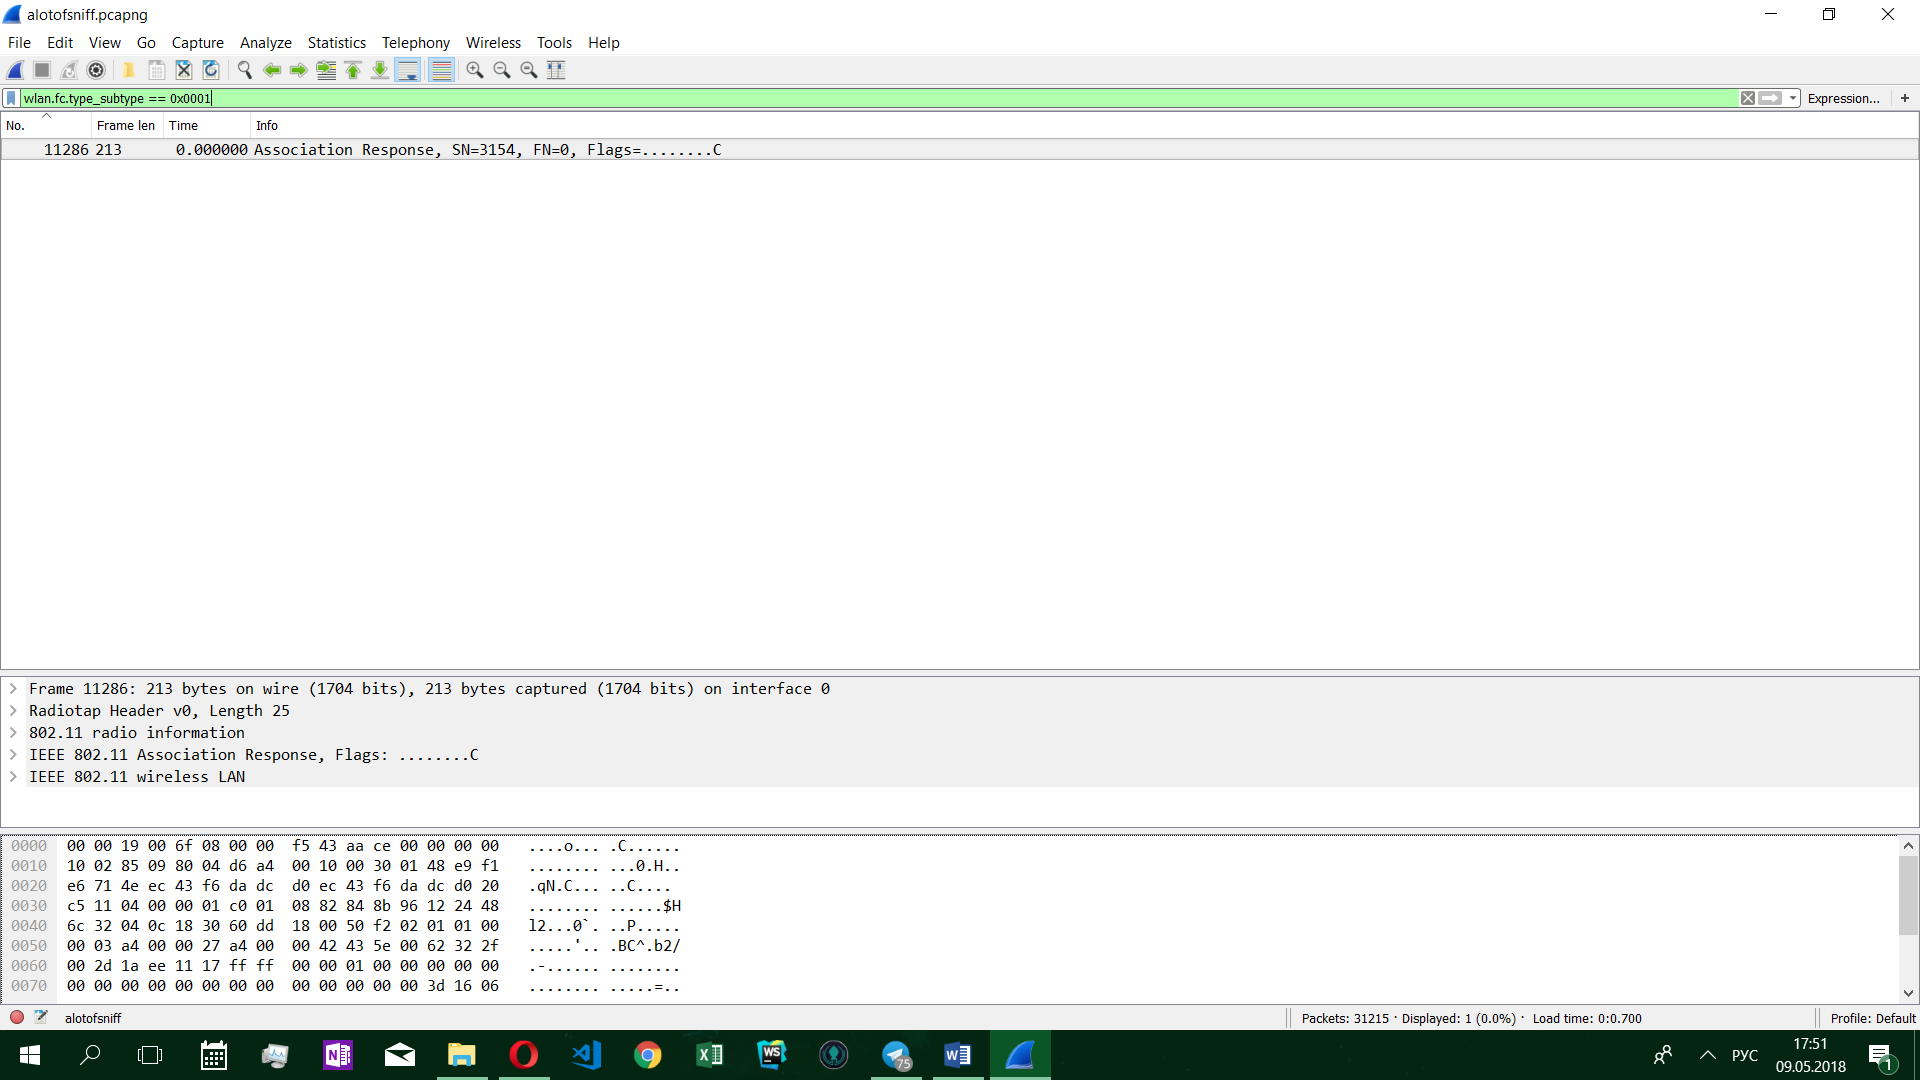 alotofsniff.pcapng
File Edit View Go Capture Analyze Statistics Telephony Wireless Tools Help
wlan.fc.type_subtype == 0x0001 Expression... +
No. Frame len Time Info
11286 213 0.000000 Association Response, SN=3154, FN=0, Flags=........C
Frame 11286: 213 bytes on wire (1704 bits), 213 bytes captured (1704 bits) on interface 0
Radiotap Header v0, Length 25
802.11 radio information
IEEE 802.11 Association Response, Flags: ........C
IEEE 802.11 wireless LAN
0000 00 00 19 00 6f 08 00 00 f5 43 aa ce 00 00 00 00 ....o... .C......
0010 10 02 85 09 80 04 d6 a4 00 10 00 30 01 48 e9 f1 ........ ...0.H..
0020 e6 71 4e ec 43 f6 da dc d0 ec 43 f6 da dc d0 20 .qN.C... ..C.... 
0030 c5 11 04 00 00 01 c0 01 08 82 84 8b 96 12 24 48 ........ ......$H
0040 6c 32 04 0c 18 30 60 dd 18 00 50 f2 02 01 01 00 l2...0`. ..P.....
0050 00 03 a4 00 00 27 a4 00 00 42 43 5e 00 62 32 2f .....'.. .BC^.b2/
0060 00 2d 1a ee 11 17 ff ff 00 00 01 00 00 00 00 00 .-...... ........
0070 00 00 00 00 00 00 00 00 00 00 00 00 00 3d 16 06 ........ .....=..
alotofsniff Packets: 31215 · Displayed: 1 (0.0%) · Load time: 0:0.700 Profile: Default
N WS 75 W РУС 17:51
09.05.2018 1